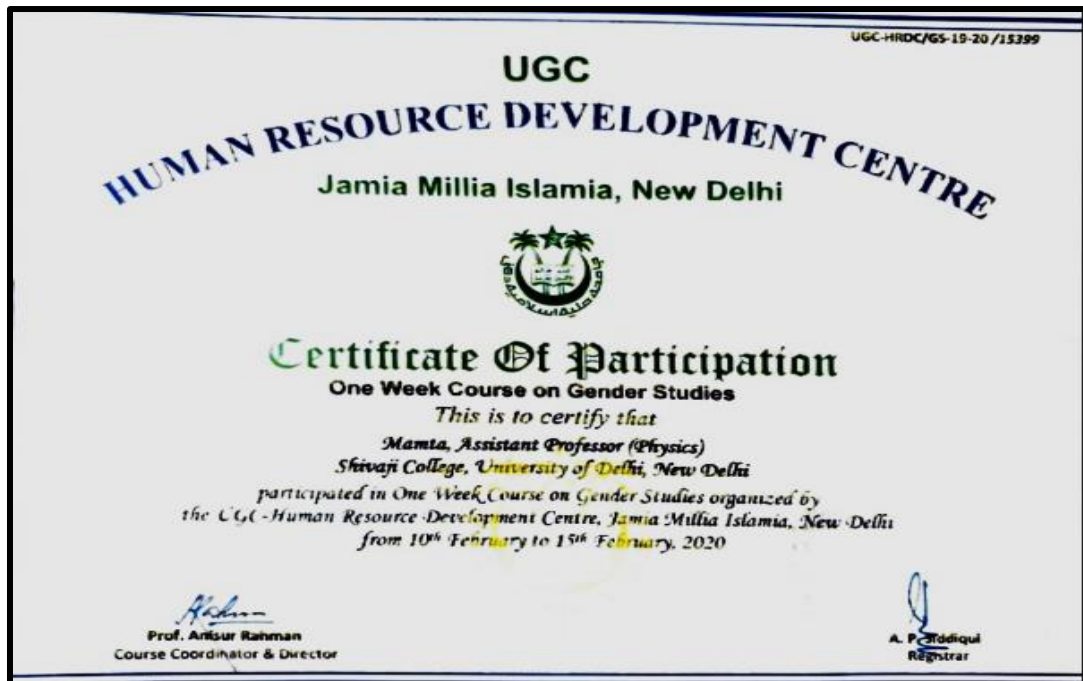 UGC-HRDC/GS-19-20 /15399
UGC
HUMAN RESOURCE DEVELOPMENT CENTRE
Jamia Millia Islamia, New Delhi
Certificate Of Participation
One Week Course on Gender Studies
This is to certify that
Mamta, Assistant Professor (Physics)
Shivaji College, University of Delhi, New Delhi
participated in One Week Course on Gender Studies organized by
the UGC-Human Resource Development Centre, Jamia Millia Islamia, New Delhi
from 10th February to 15th February, 2020
Prof. Anisur Rahman
Course Coordinator & Director
A. P. Siddiqui
Registrar